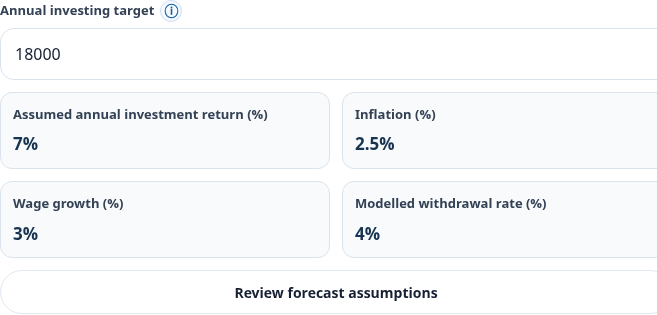 Annual investing target
18000
Assumed annual investment return (%)
7%
Inflation (%)
2.5%
Wage growth (%)
3%
Modelled withdrawal rate (%)
4%
Review forecast assumptions